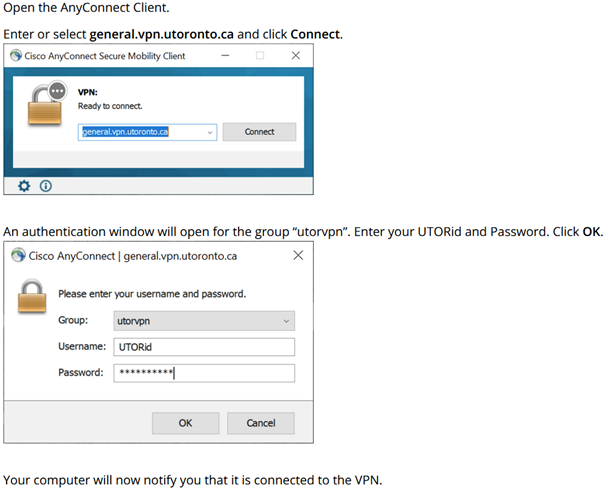 Open the AnyConnect Client.
Enter or select general.vpn.utoronto.ca and click Connect.
Cisco AnyConnect Secure Mobility Client
VPN:
Ready to connect.
general.vpn.utoronto.ca
Connect
An authentication window will open for the group “utorvpn”. Enter your UTORid and Password. Click OK.
Cisco AnyConnect | general.vpn.utoronto.ca
Please enter your username and password.
Group: utorvpn
Username: UTORid
Password: **********
OK Cancel
Your computer will now notify you that it is connected to the VPN.